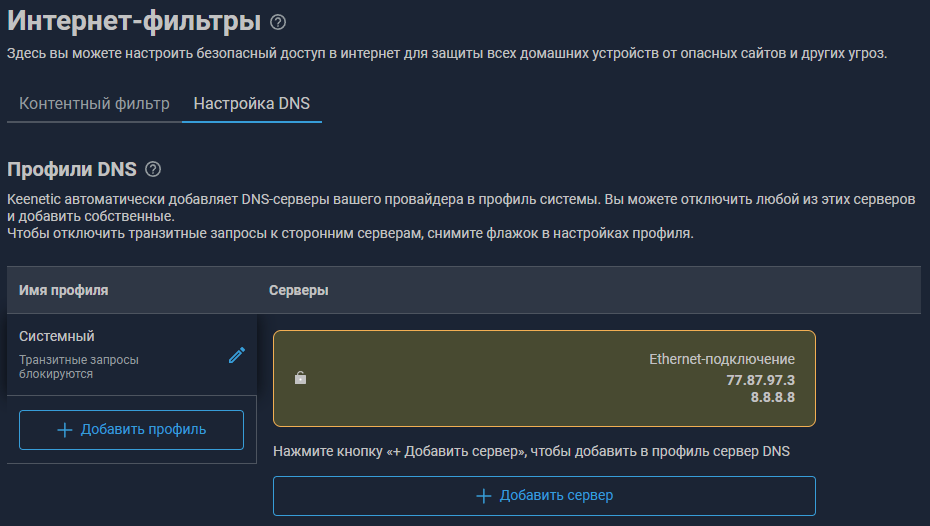 Интернет-фильтры
Здесь вы можете настроить безопасный доступ в интернет для защиты всех домашних устройств от опасных сайтов и других угроз.
Контентный фильтр
Настройка DNS
Профили DNS
Keenetic автоматически добавляет DNS-серверы вашего провайдера в профиль системы. Вы можете отключить любой из этих серверов
и добавить собственные.
Чтобы отключить транзитные запросы к сторонним серверам, снимите флажок в настройках профиля.
Имя профиля
Серверы
Системный
Транзитные запросы
блокируются
+ Добавить профиль
Ethernet-подключение
77.87.97.3
8.8.8.8
Нажмите кнопку «+ Добавить сервер», чтобы добавить в профиль сервер DNS
+ Добавить сервер